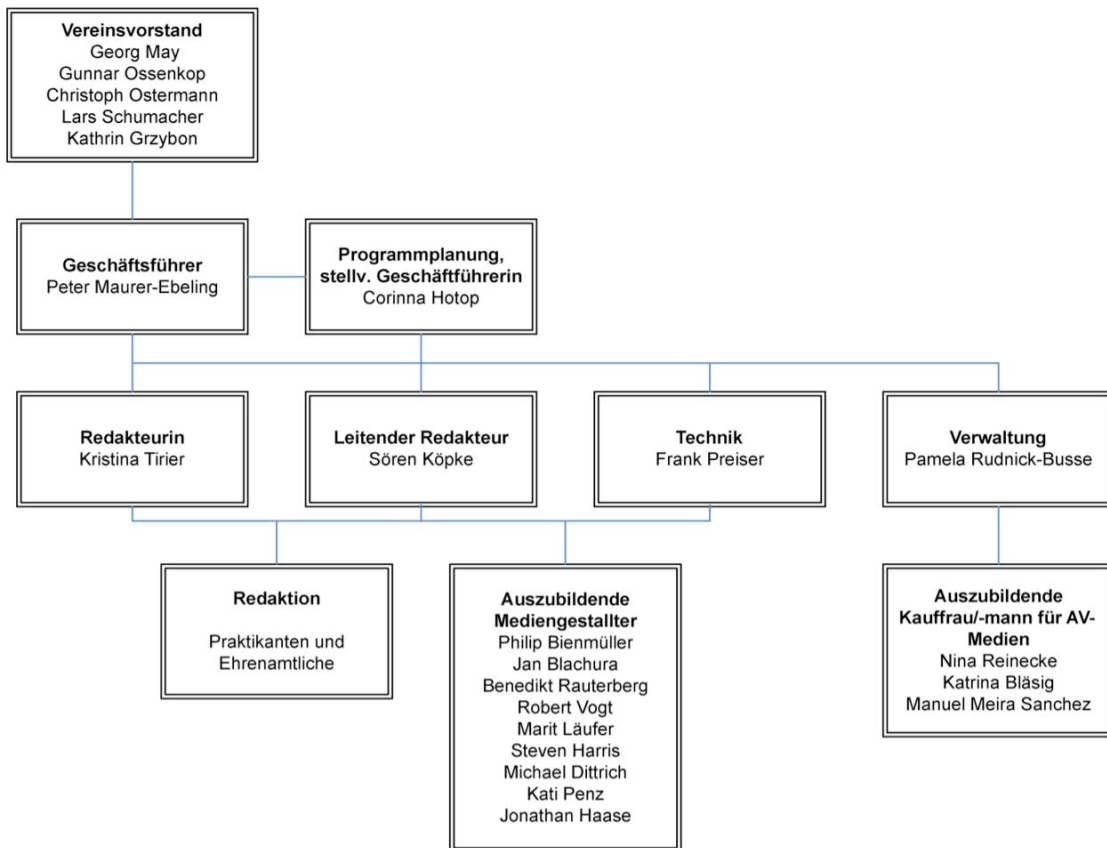 Vereinsvorstand
Georg May
Gunnar Ossenkop
Christoph Ostermann
Lars Schumacher
Kathrin Grzybon
Geschäftsführer
Peter Maurer-Ebeling
Programmplanung,
stellv. Geschäftführerin
Corinna Hotop
Redakteurin
Kristina Tirier
Leitender Redakteur
Sören Köpke
Technik
Frank Preiser
Verwaltung
Pamela Rudnick-Busse
Redaktion
Praktikanten und
Ehrenamtliche
Auszubildende
Mediengestallter
Philip Bienmüller
Jan Blachura
Benedikt Rauterberg
Robert Vogt
Marit Läufer
Steven Harris
Michael Dittrich
Kati Penz
Jonathan Haase
Auszubildende
Kauffrau/-mann für AV-
Medien
Nina Reinecke
Katrina Bläsig
Manuel Meira Sanchez